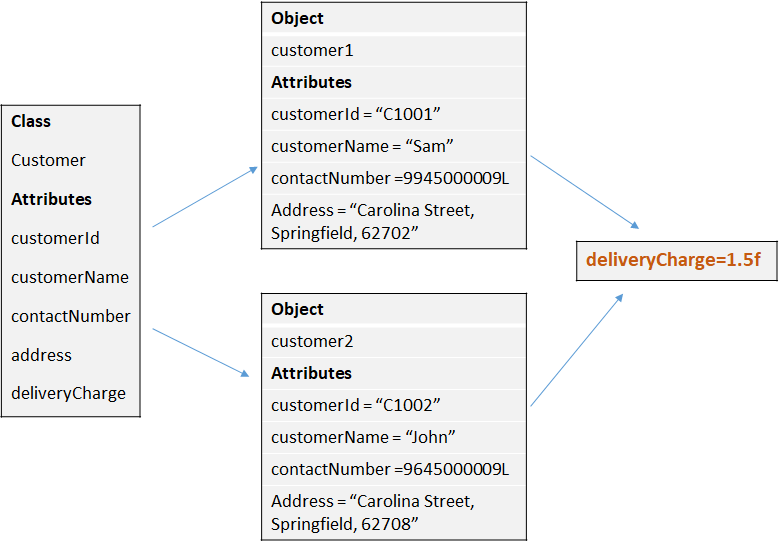 Class
Customer
Attributes
customerId
customerName
contactNumber
address
deliveryCharge
Object
customer1
Attributes
customerId = “C1001”
customerName = “Sam”
contactNumber =9945000009L
Address = “Carolina Street,
Springfield, 62702”
Object
customer2
Attributes
customerId = “C1002”
customerName = “John”
contactNumber =9645000009L
Address = “Carolina Street,
Springfield, 62708”
deliveryCharge=1.5f